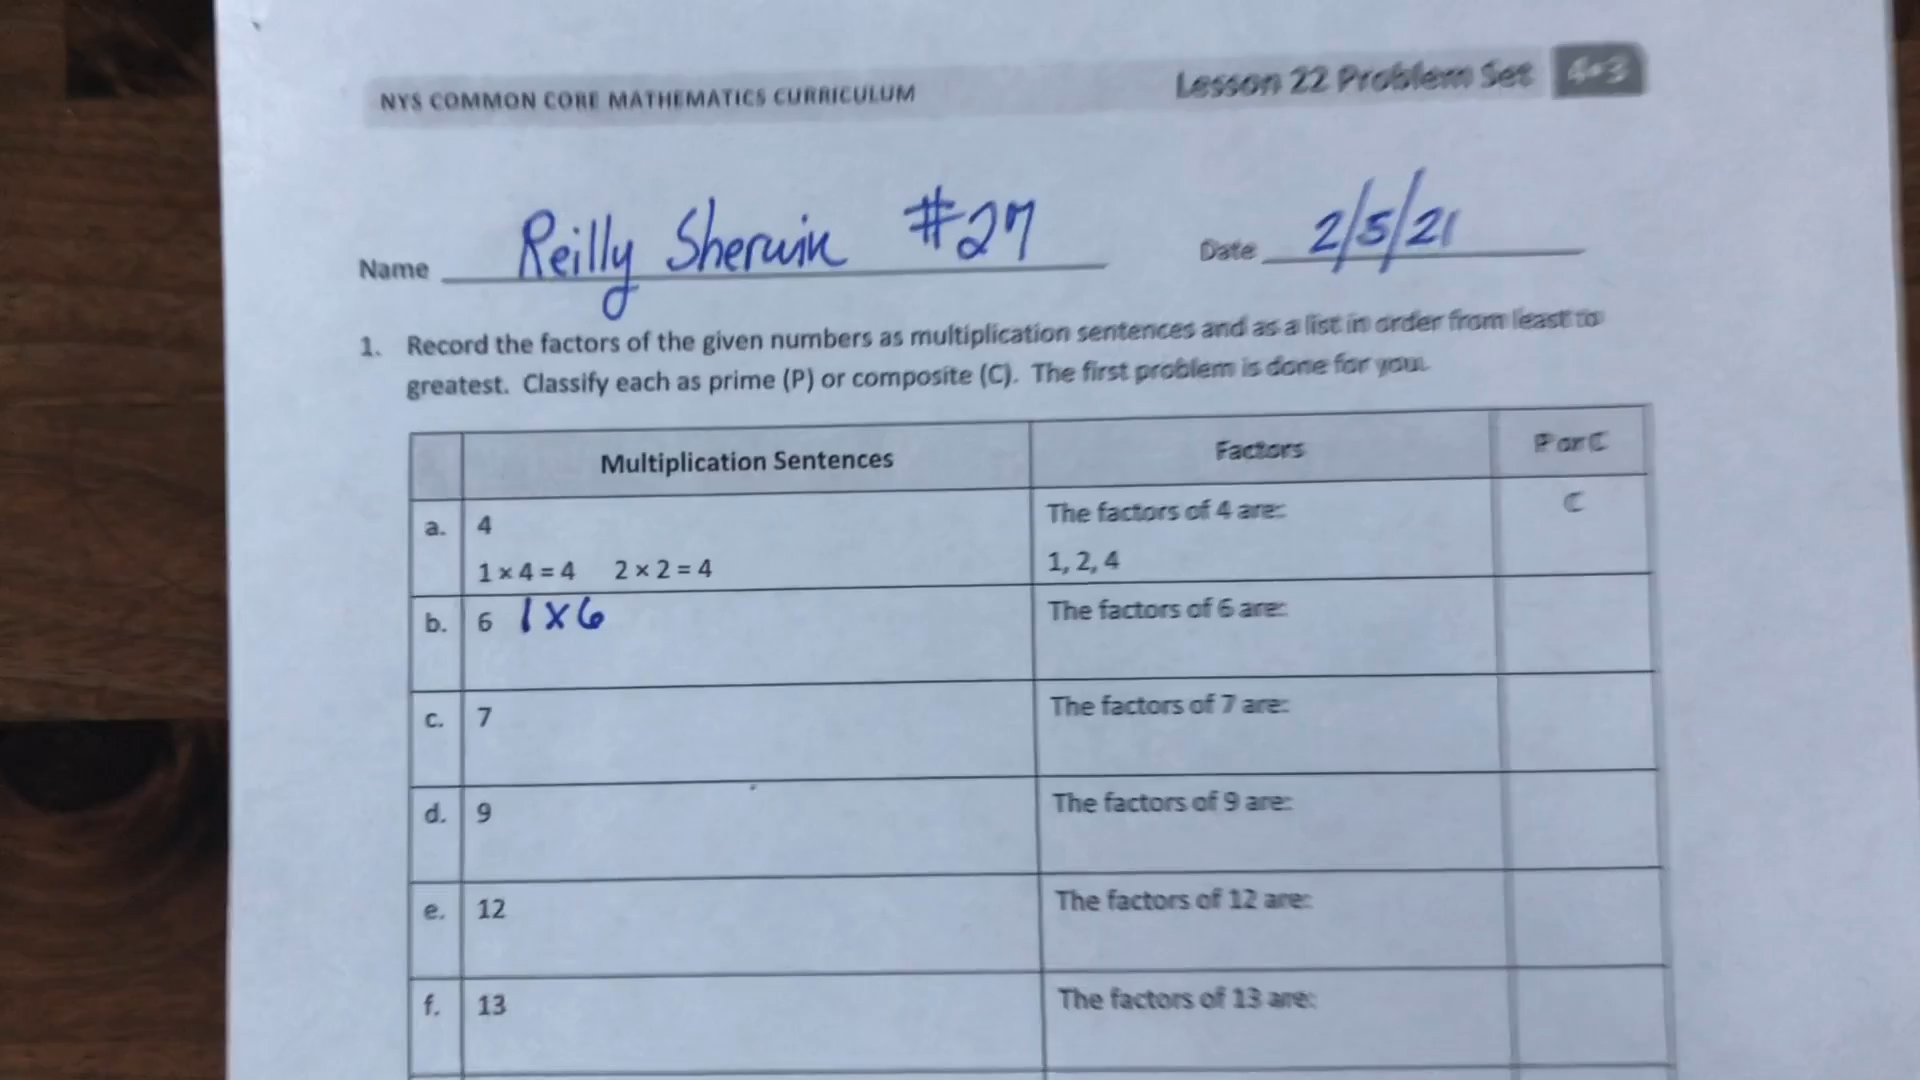 NYS COMMON CORE MATHEMATICS CURRICULUM Lesson 22 Problem Set 4•3
Name Reilly Sherwin #27 Date 2/5/21
1. Record the factors of the given numbers as multiplication sentences and as a list in order from least to
greatest. Classify each as prime (P) or composite (C). The first problem is done for you.
Multiplication Sentences Factors P or C
a. 4 The factors of 4 are: C
1 × 4 = 4 2 × 2 = 4 1, 2, 4
b. 6 1 x 6 The factors of 6 are:
c. 7 The factors of 7 are:
d. 9 The factors of 9 are:
e. 12 The factors of 12 are:
f. 13 The factors of 13 are: